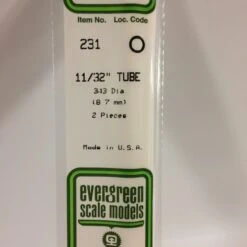 Item No. Loc. Code
231
11/32" TUBE
.343 Dia
(8.7 mm)
2 Pieces
Made in U.S.A.
evergreen
scale models